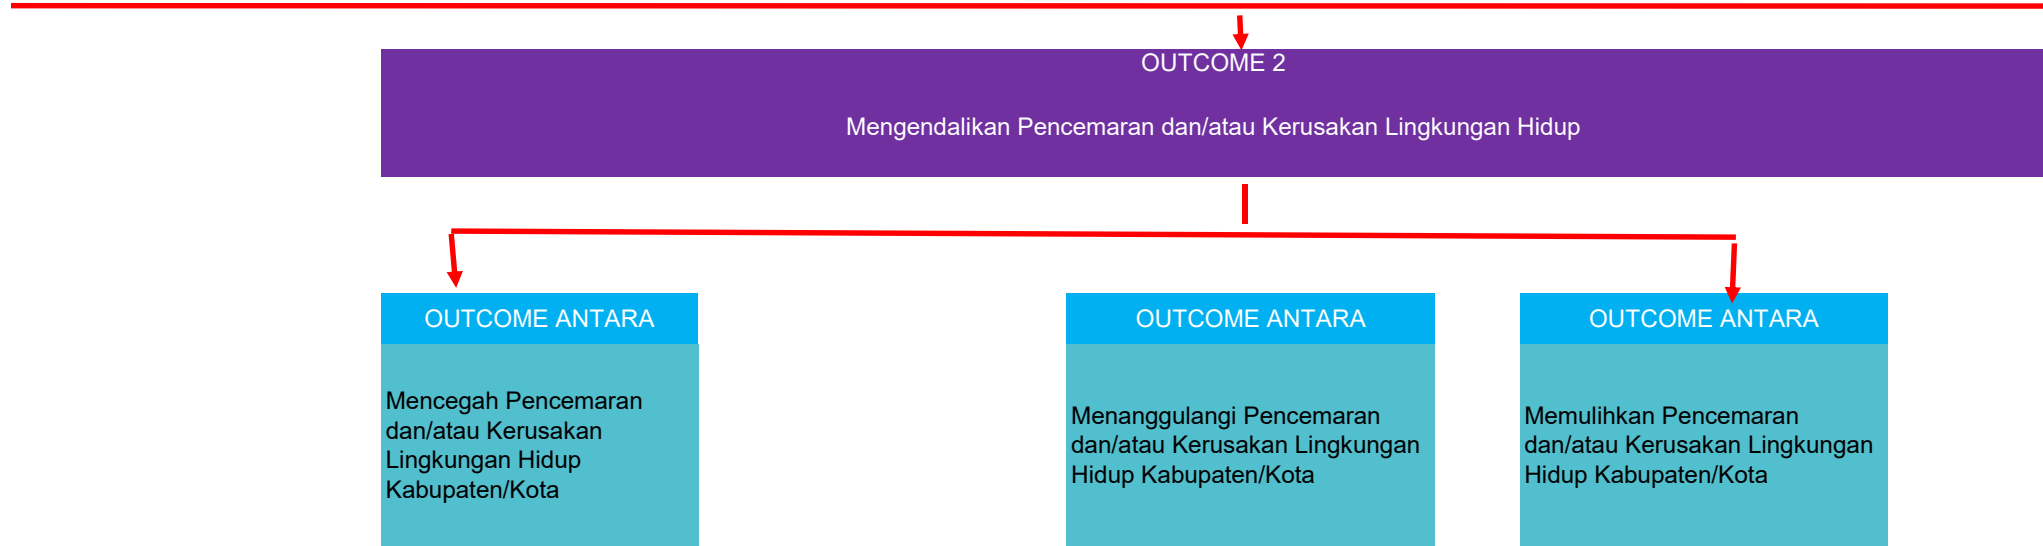 OUTCOME 2
Mengendalikan Pencemaran dan/atau Kerusakan Lingkungan Hidup
OUTCOME ANTARA
Mencegah Pencemaran
dan/atau Kerusakan
Lingkungan Hidup
Kabupaten/Kota
OUTCOME ANTARA
Menanggulangi Pencemaran
dan/atau Kerusakan Lingkungan
Hidup Kabupaten/Kota
OUTCOME ANTARA
Memulihkan Pencemaran
dan/atau Kerusakan Lingkungan
Hidup Kabupaten/Kota